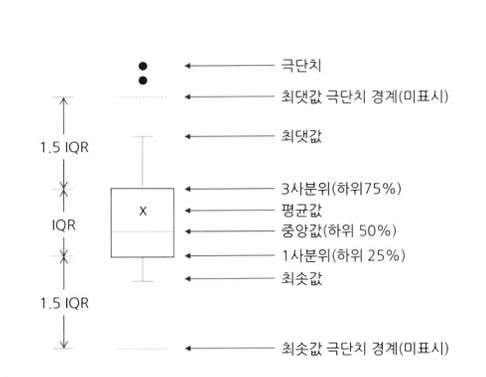 극단치
최댓값 극단치 경계(미표시)
최댓값
1.5 IQR
3사분위(하위75%)
X
평균값
IQR
중앙값(하위 50%)
1사분위(하위 25%)
최솟값
1.5 IQR
최솟값 극단치 경계(미표시)